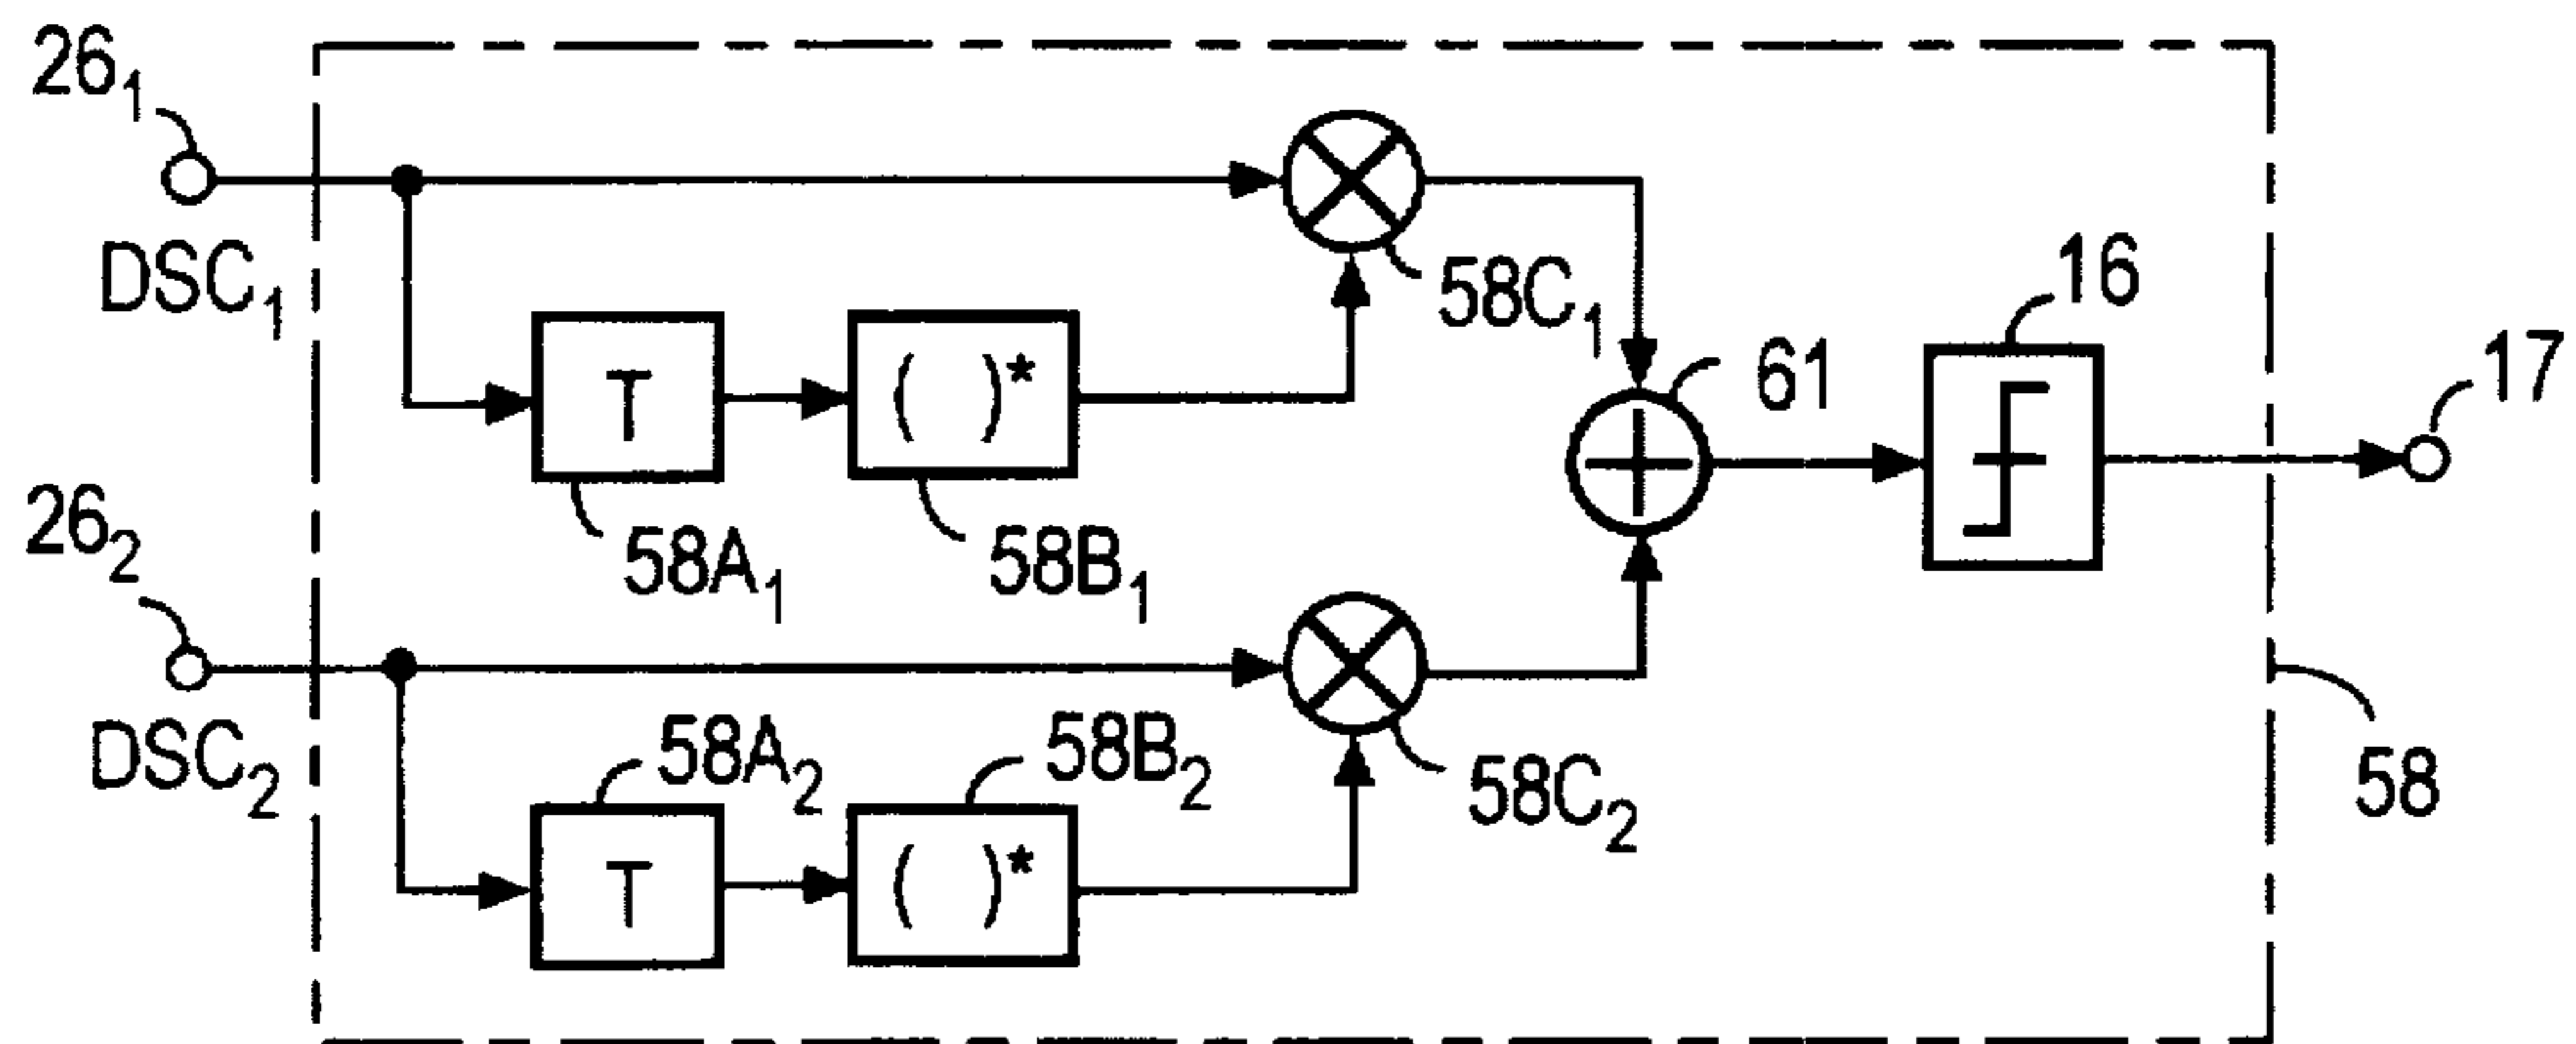 26₁
DSC₁
58C₁
16
T
( )*
61
17
58A₁
58B₁
26₂
DSC₂
58A₂
58B₂
58C₂
58
T
( )*